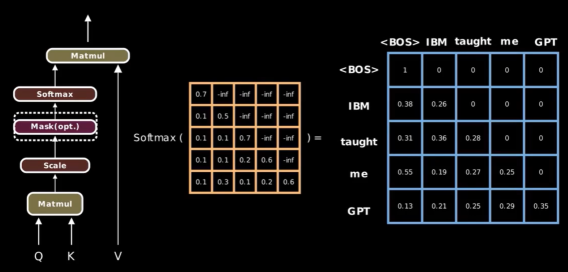 Matmul
Softmax
Mask(opt.)
Scale
Matmul
Q K V
Softmax (
0.7 -inf -inf -inf -inf
0.1 0.5 -inf -inf -inf
0.1 0.1 0.7 -inf -inf
0.1 0.1 0.2 0.6 -inf
0.1 0.3 0.1 0.2 0.6
) =
<BOS> IBM taught me GPT
<BOS> 1 0 0 0 0
IBM 0.38 0.26 0 0 0
taught 0.31 0.36 0.28 0 0
me 0.55 0.19 0.27 0.25 0
GPT 0.13 0.21 0.25 0.29 0.35